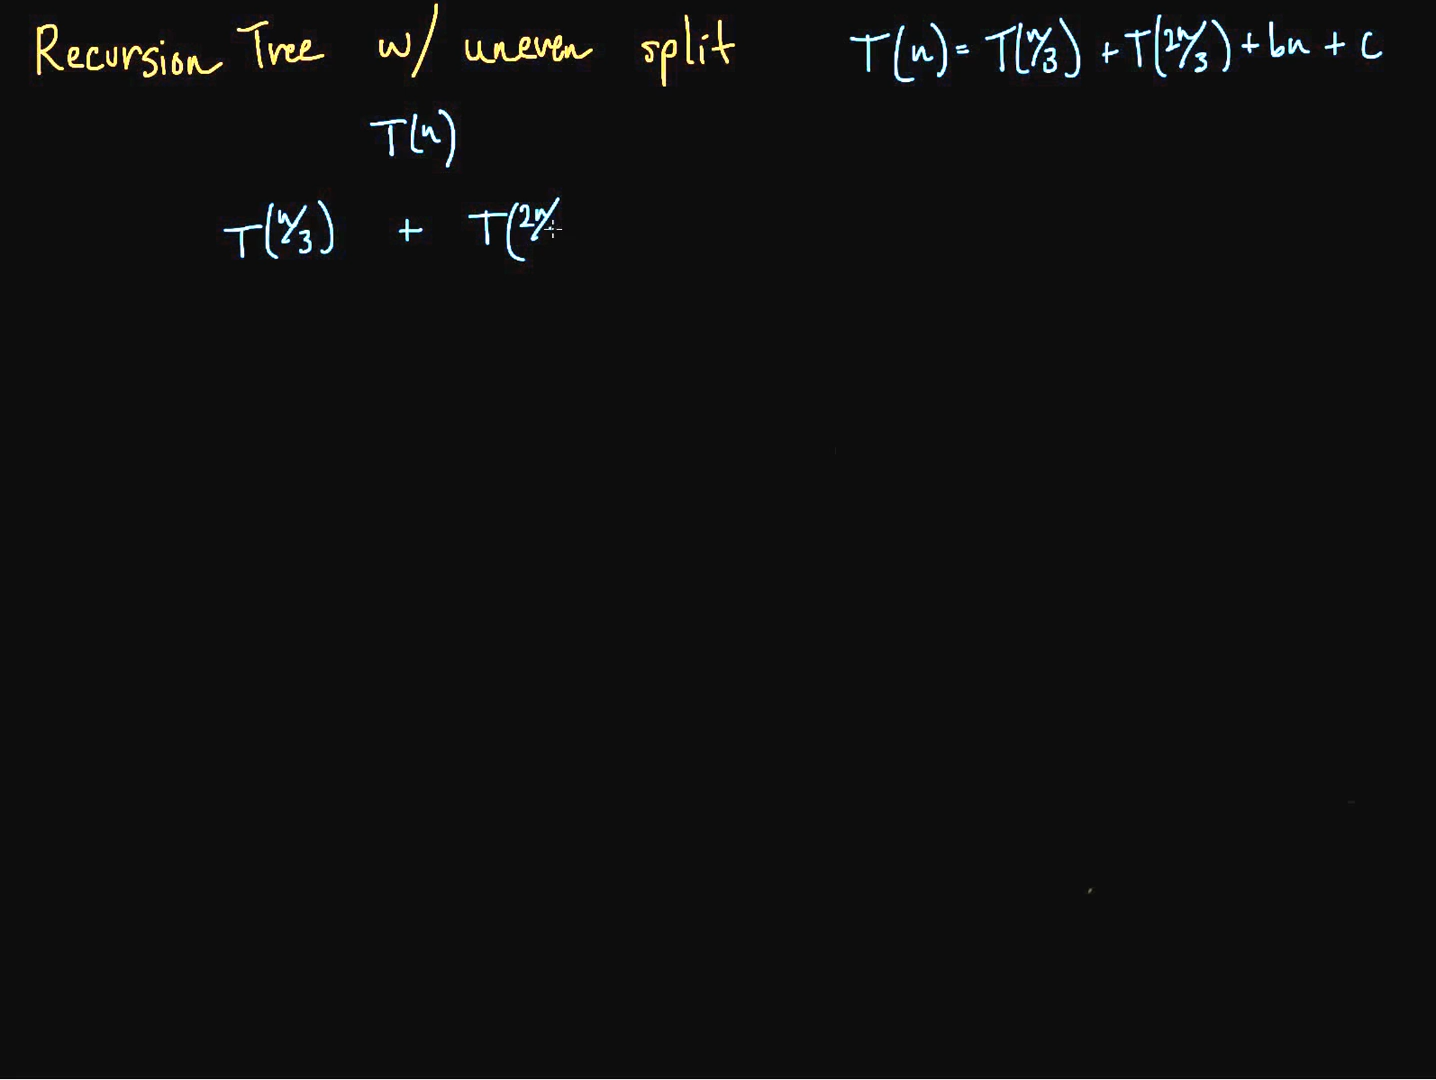 Recursion Tree w/ uneven split
T(n) = T(n/3) + T(2n/3) + bn + c
T(n)
T(n/3) + T(2n/